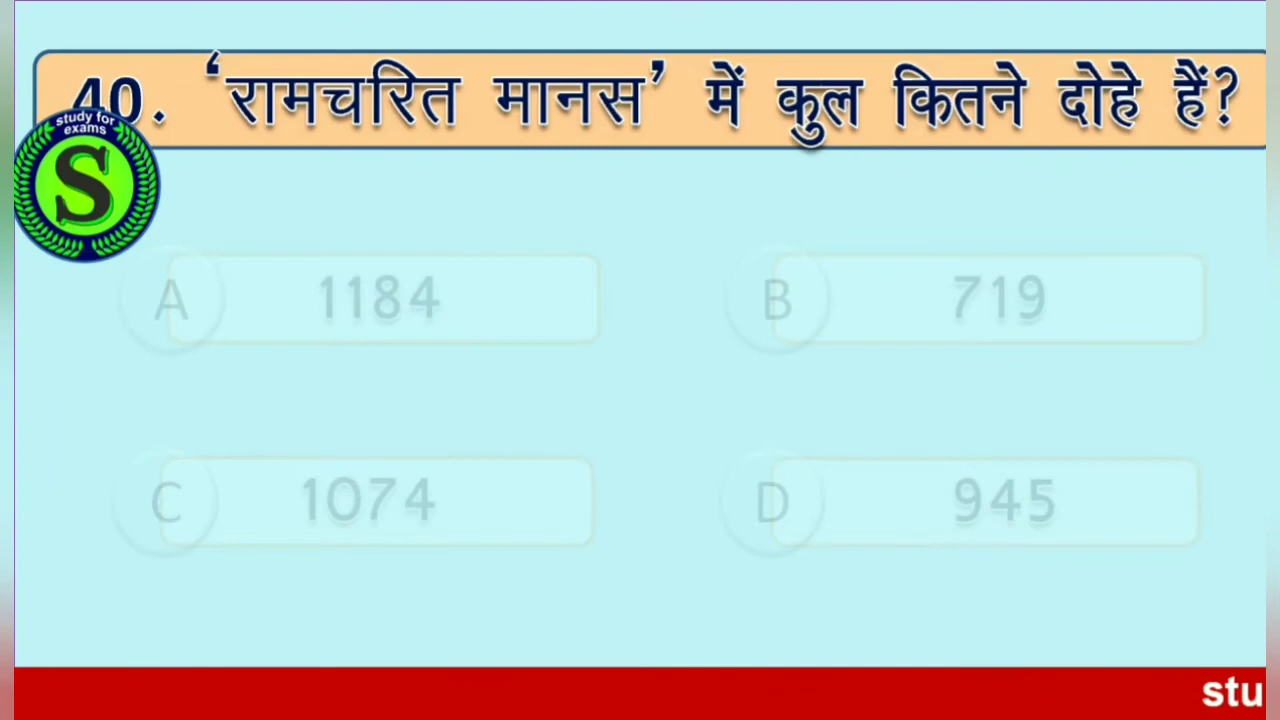 40. ‘रामचरित मानस’ में कुल कितने दोहे हैं?
study for
exams
S
A 1184
B 719
C 1074
D 945
stu